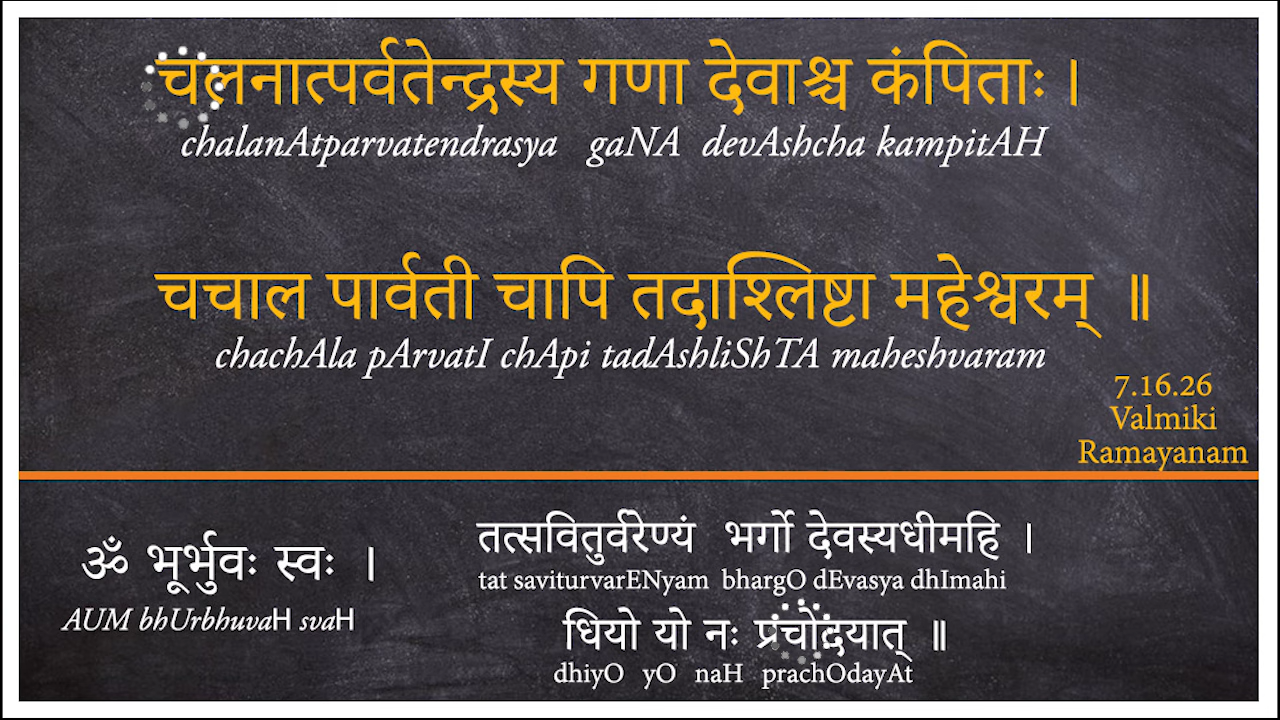 चलनात्पर्वतेन्द्रस्य गणा देवाश्च कंपिताः ।
chalanAtparvatendrasya gaNA devAshcha kampitAH
चचाल पार्वती चापि तदाश्लिष्टा महेश्वरम् ॥
chachAla pArvatI chApi tadAshliShTA maheshvaram
7.16.26
Valmiki
Ramayanam
ॐ भूर्भुवः स्वः ।
AUM bhUrbhuvaH svaH
तत्सवितुर्वरेण्यं भर्गो देवस्यधीमहि ।
tat saviturvarENyam bhargO dEvasya dhImahi
धियो यो नः प्रचोदयात् ॥
dhiyO yO naH prachOdayAt